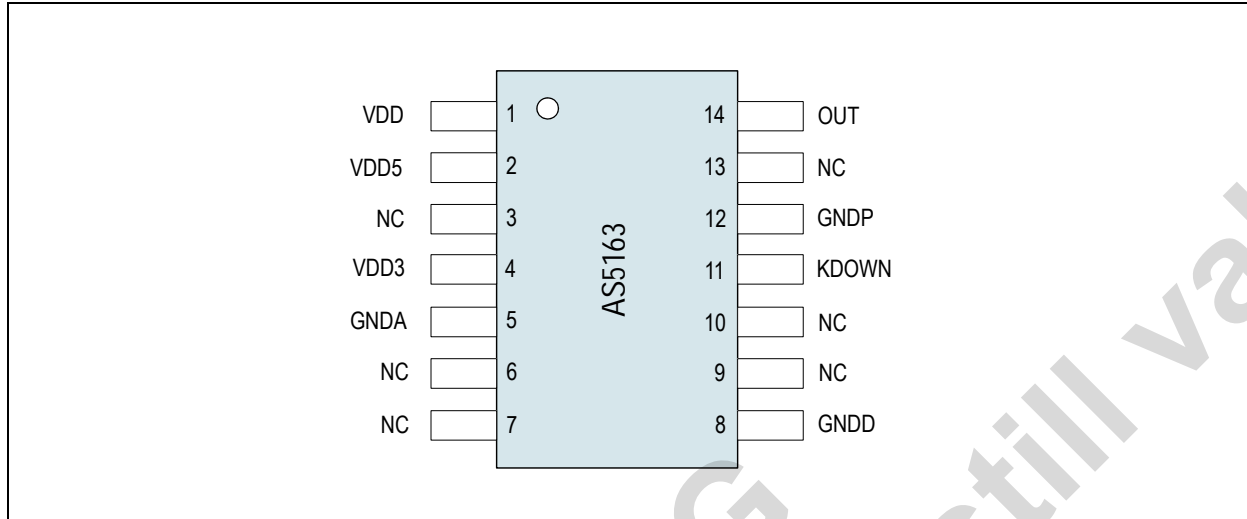 VDD 1 14 OUT
VDD5 2 13 NC
NC 3 12 GNDP
VDD3 4 11 KDOWN
GNDA 5 10 NC
NC 6 9 NC
NC 7 8 GNDD
AS5163
G
still